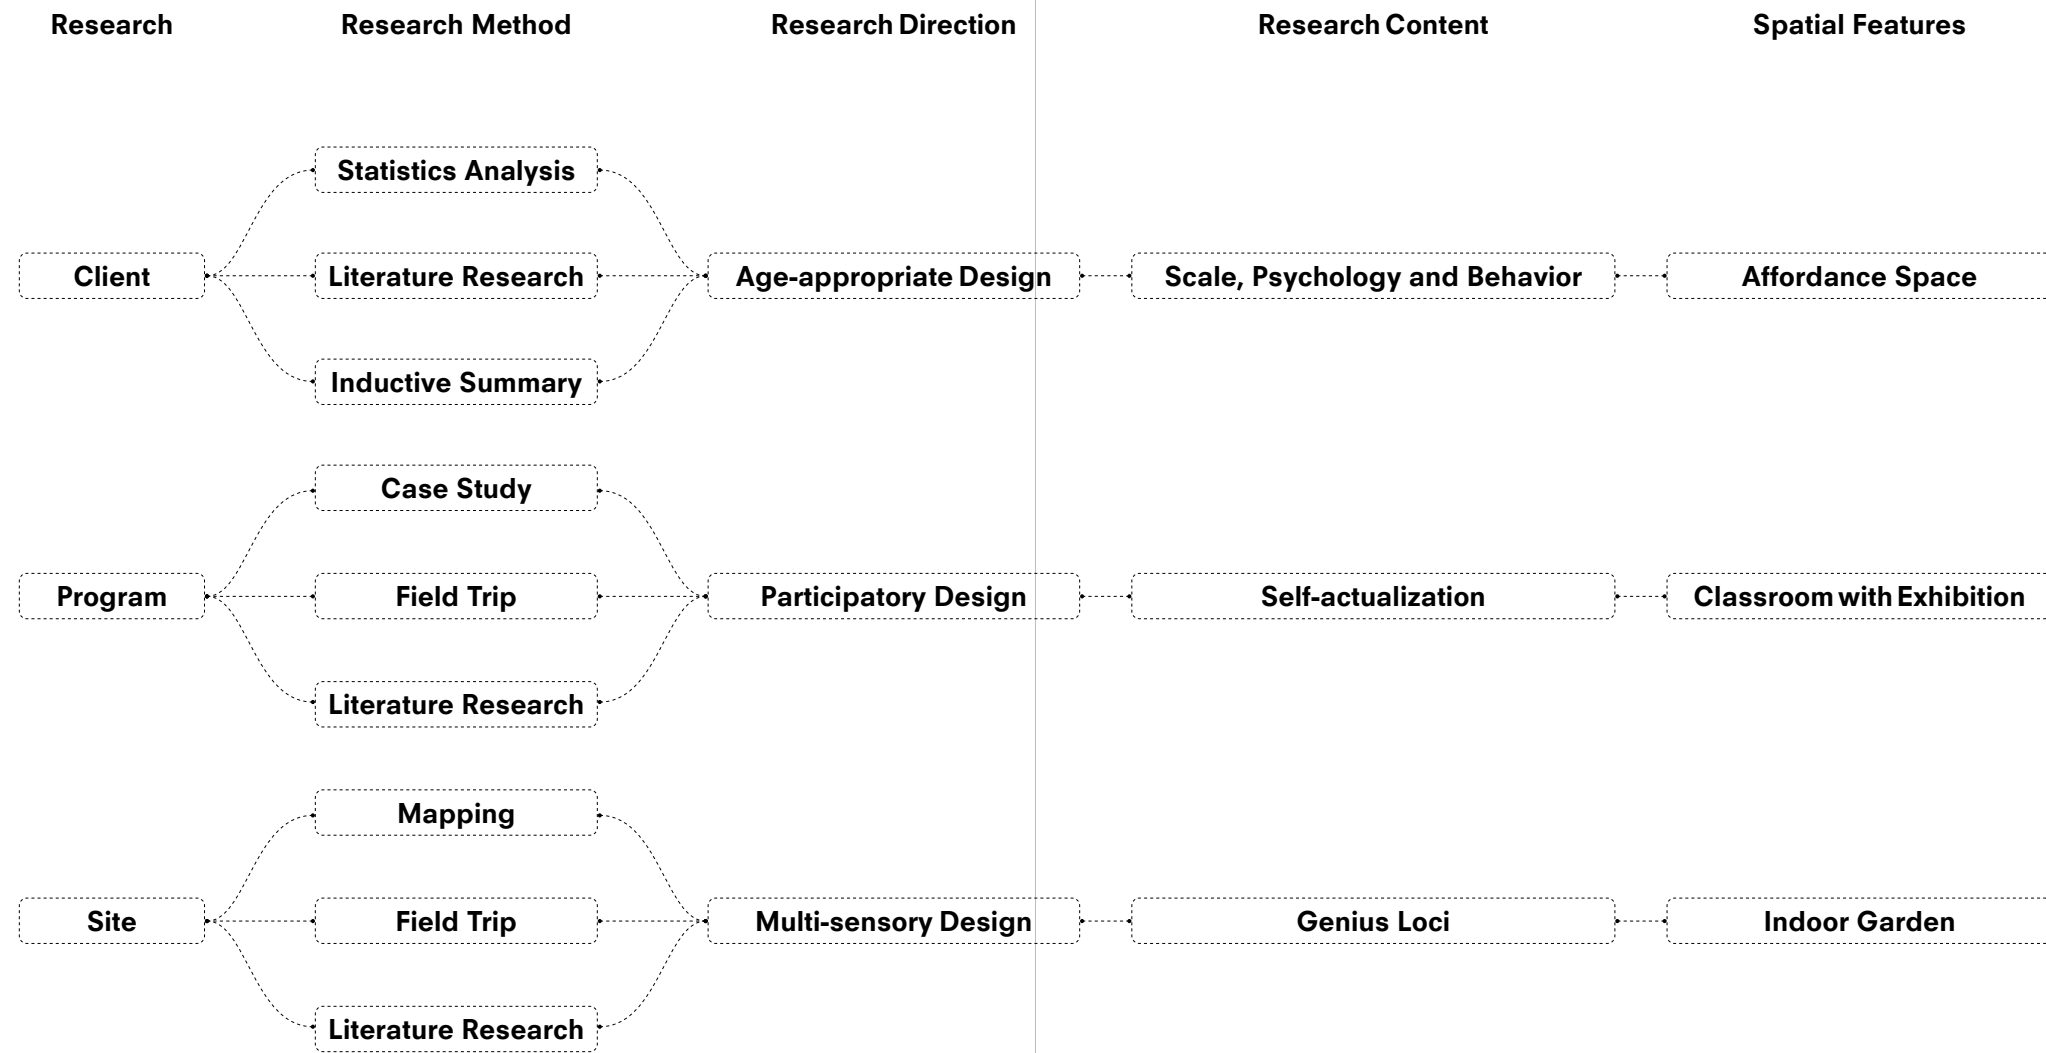 Research
Research Method
Research Direction
Research Content
Spatial Features
Statistics Analysis
Client
Literature Research
Age-appropriate Design
Scale, Psychology and Behavior
Affordance Space
Inductive Summary
Case Study
Program
Field Trip
Participatory Design
Self-actualization
Classroom with Exhibition
Literature Research
Mapping
Site
Field Trip
Multi-sensory Design
Genius Loci
Indoor Garden
Literature Research